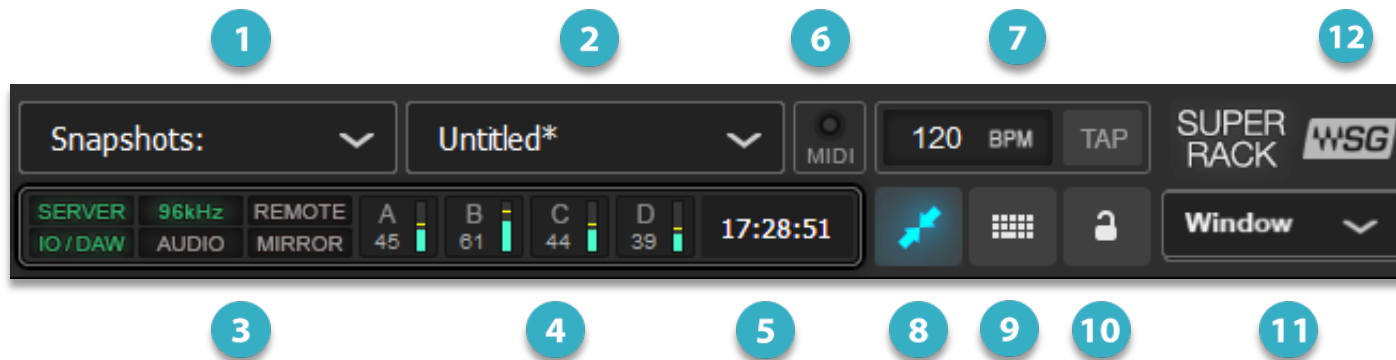 1 2 6 7 12
Snapshots: Untitled* MIDI 120 BPM TAP SUPER RACK WSG
SERVER 96kHz REMOTE A B C D 17:28:51 Window
IO / DAW AUDIO MIRROR 45 61 44 39
3 4 5 8 9 10 11